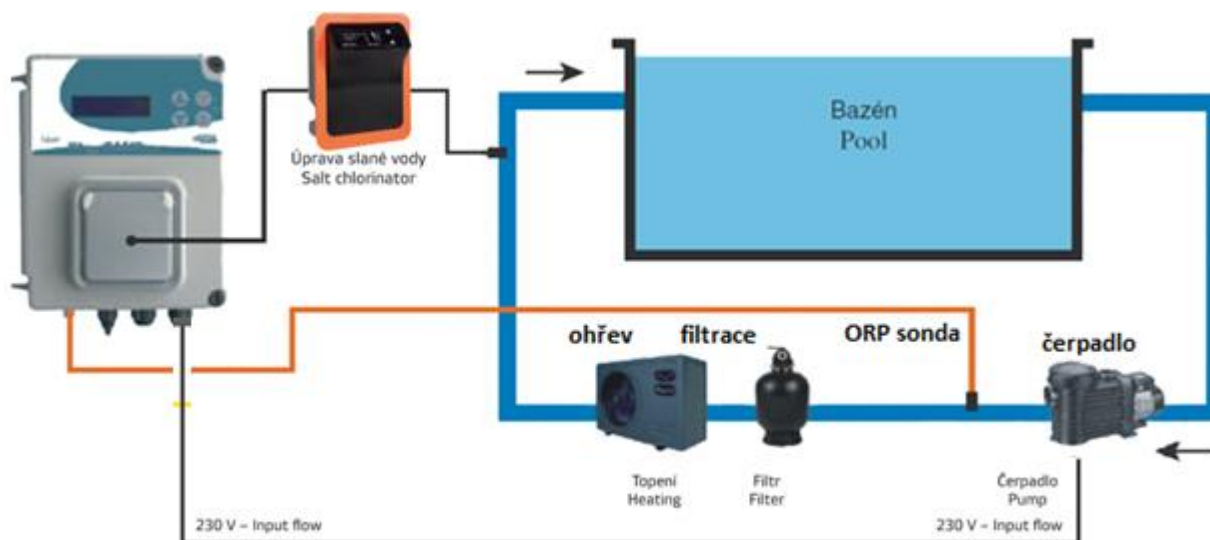 Úprava slané vody
Salt chlorinator
Bazén
Pool
ohřev
filtrace
ORP sonda
čerpadlo
Topení
Heating
Filtr
Filter
Čerpadlo
Pump
230 V – Input flow
230 V – Input flow